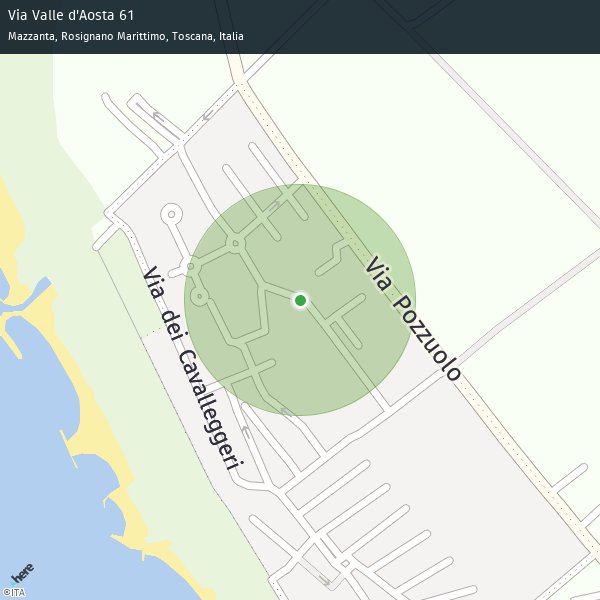 Via Valle d'Aosta 61
Mazzanta, Rosignano Marittimo, Toscana, Italia
Via Pozzuolo
Via dei Cavalleggeri
here
©ITA